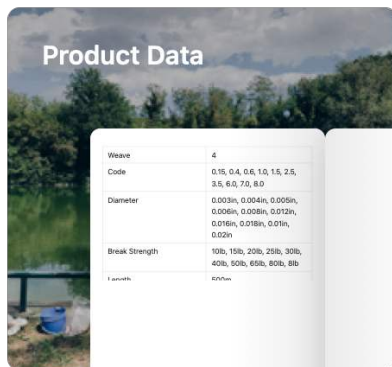 Product Data
Weave 4
Code 0.15, 0.4, 0.6, 1.0, 1.5, 2.5,
3.5, 6.0, 7.0, 8.0
Diameter 0.003in, 0.004in, 0.005in,
0.006in, 0.008in, 0.012in,
0.016in, 0.018in, 0.01in,
0.02in
Break Strength 10lb, 15lb, 20lb, 25lb, 30lb,
40lb, 50lb, 65lb, 80lb, 8lb
Length 500m